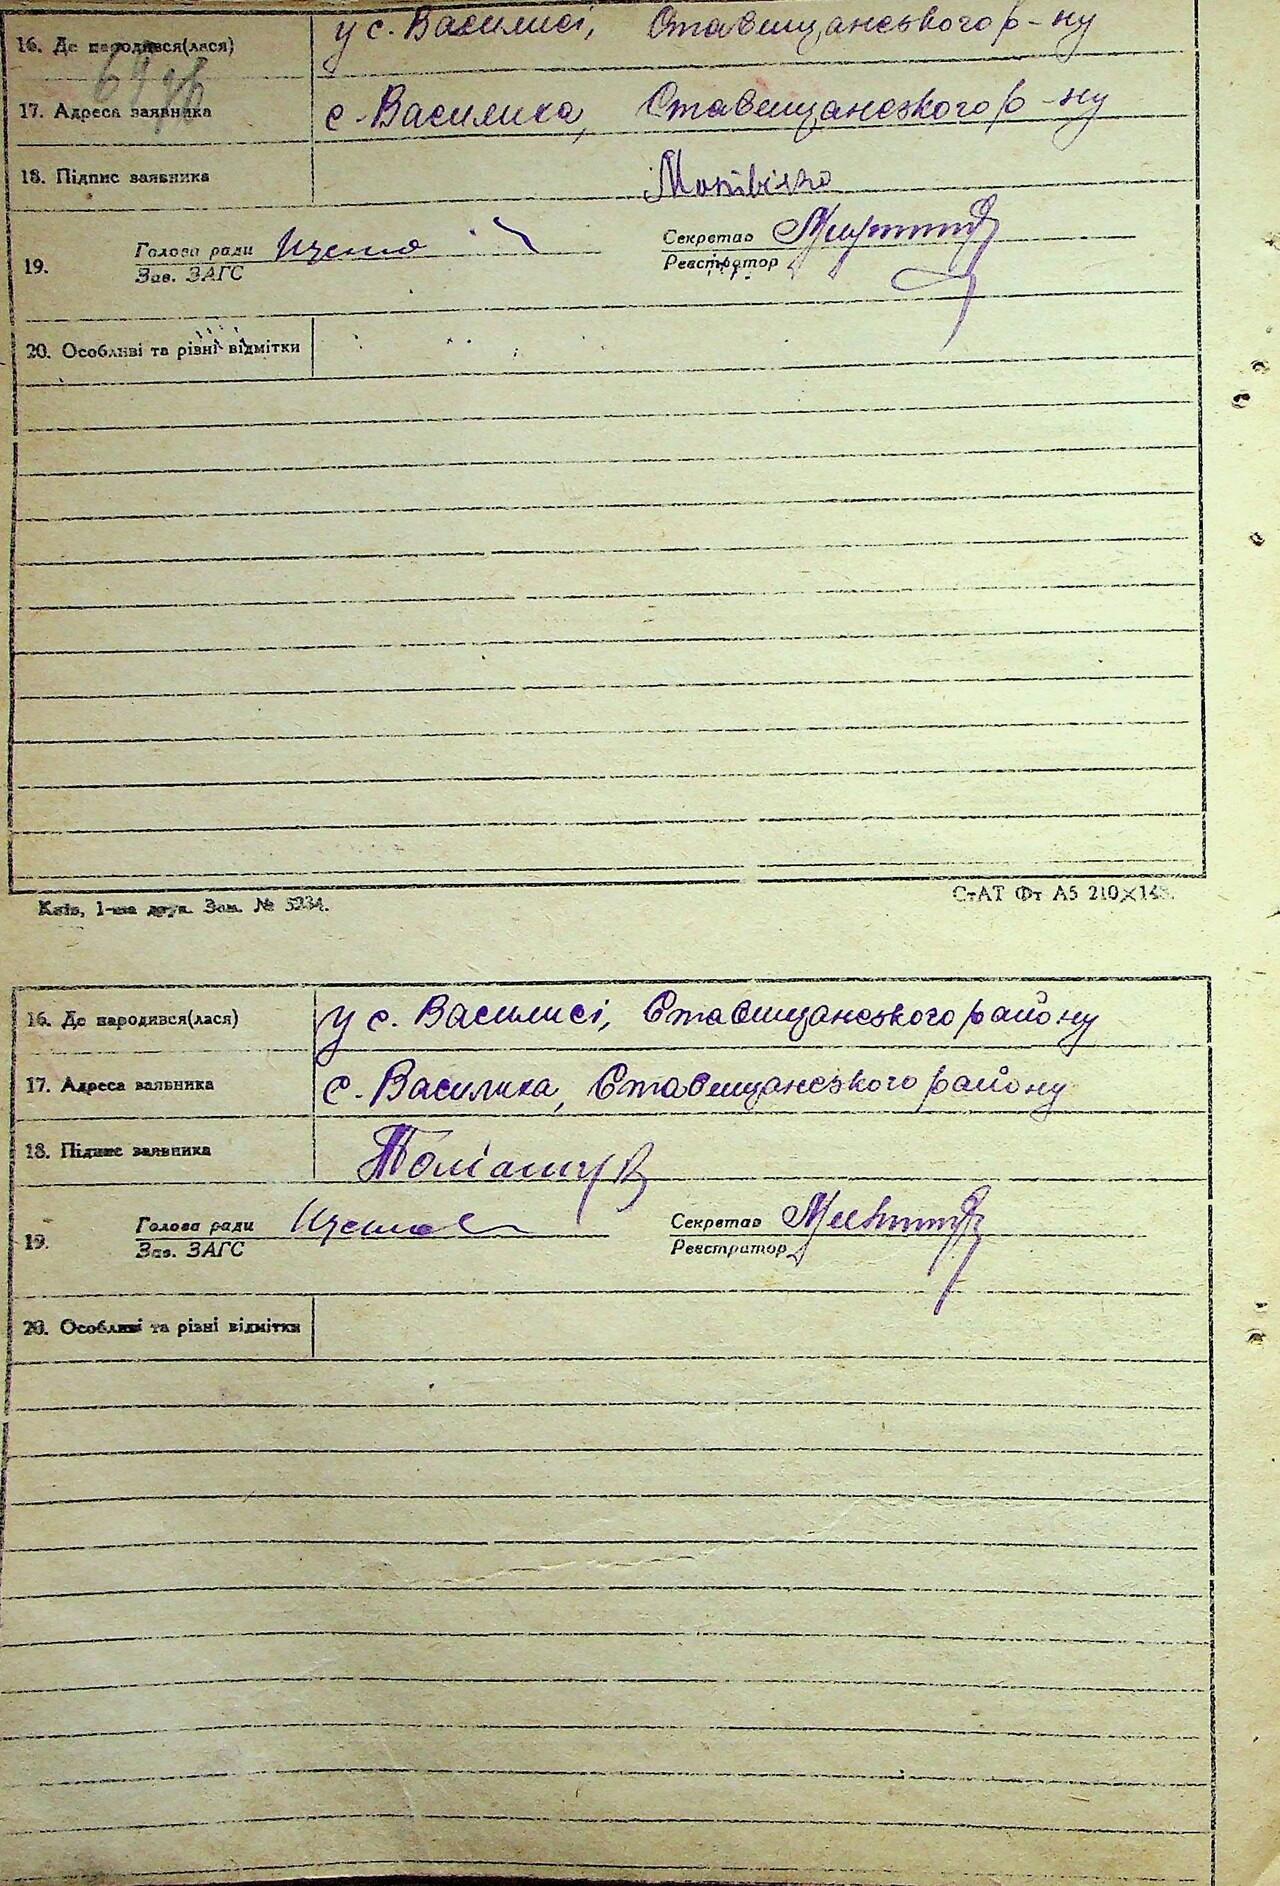 16. Де народився(лася) у с. Василисі, Ставищанського р-ну
17. Адреса заявника с. Василиха, Ставищанського р-ну
18. Підпис заявника
19. Голова ради Секретар
Зав. ЗАГС Реєстратор
20. Особливі та різні відмітки
Київ, 1-ша друк. Зам. № 5234. СтАТ Фт А5 210×148.
16. Де народився(лася) у с. Василисі, Ставищанського району
17. Адреса заявника с. Василиха, Ставищанського району
18. Підпис заявника
19. Голова ради Секретар
Зав. ЗАГС Реєстратор
20. Особливі та різні відмітки